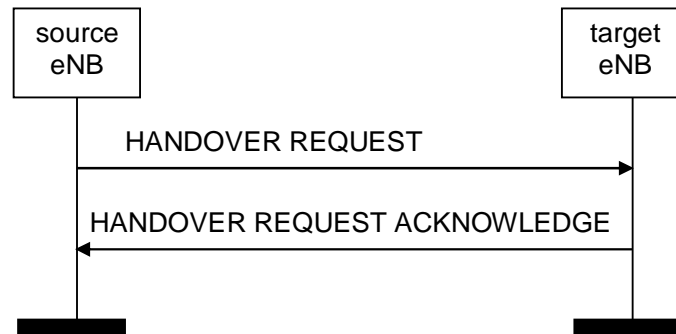 source
eNB
target
eNB
HANDOVER REQUEST
HANDOVER REQUEST ACKNOWLEDGE